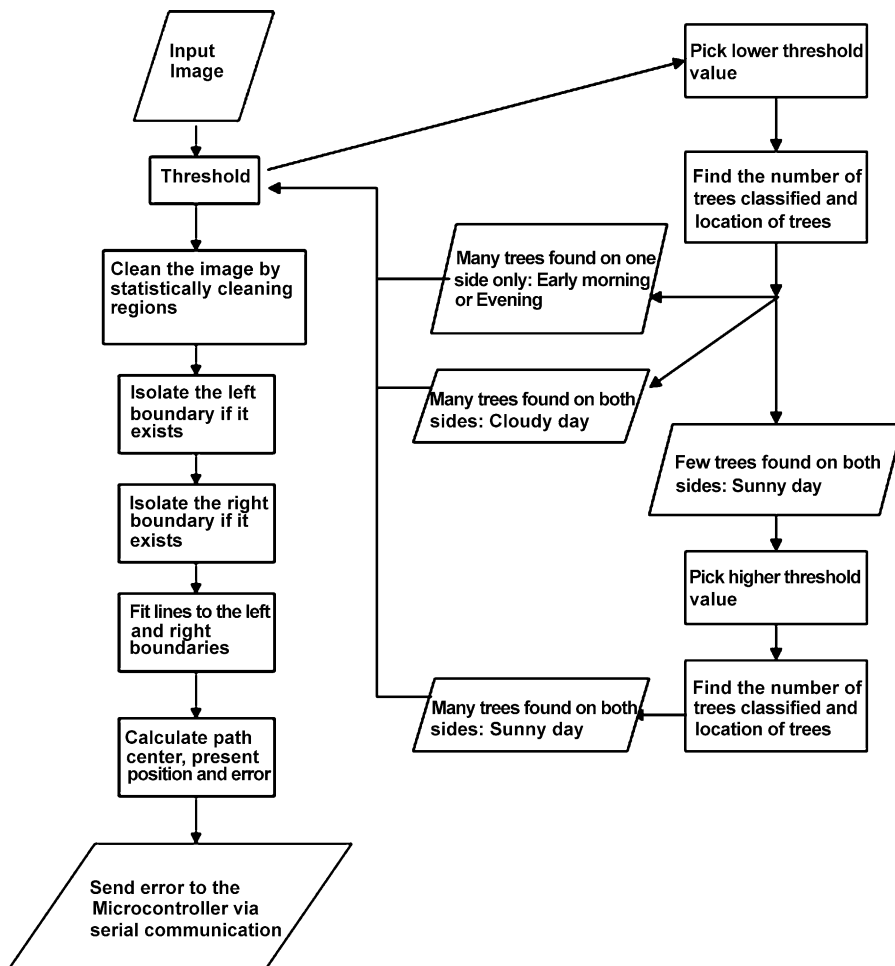 Input
Image
Threshold
Clean the image by
statistically cleaning
regions
Isolate the left
boundary if it
exists
Isolate the right
boundary if it
exists
Fit lines to the left
and right
boundaries
Calculate path
center, present
position and error
Send error to the
Microcontroller via
serial communication
Pick lower threshold
value
Find the number of
trees classified and
location of trees
Many trees found on one
side only: Early morning
or Evening
Many trees found on both
sides: Cloudy day
Few trees found on both
sides: Sunny day
Pick higher threshold
value
Find the number of
trees classified and
location of trees
Many trees found on both
sides: Sunny day